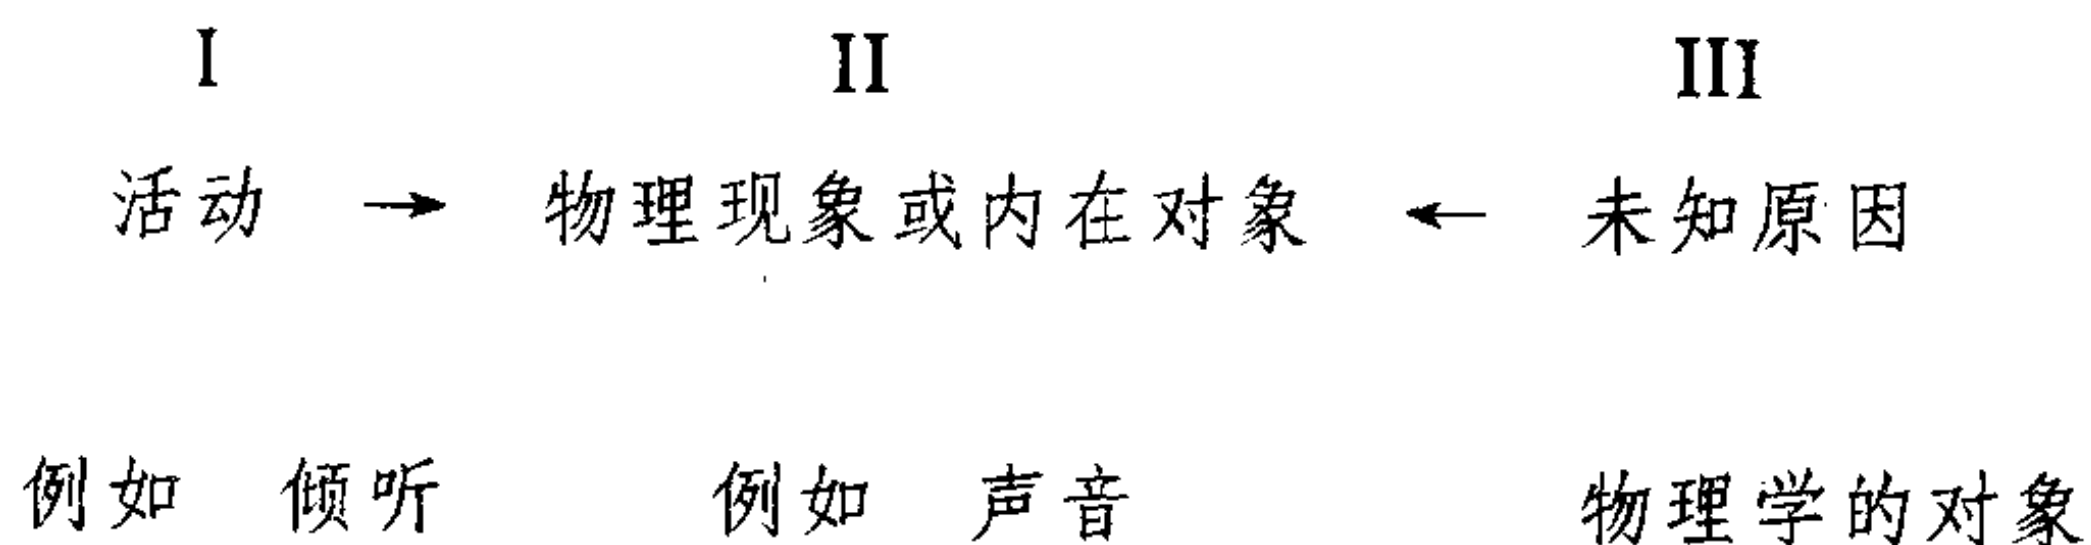 I II III
活动 → 物理现象或内在对象 ← 未知原因
例如 倾听 例如 声音 物理学的对象